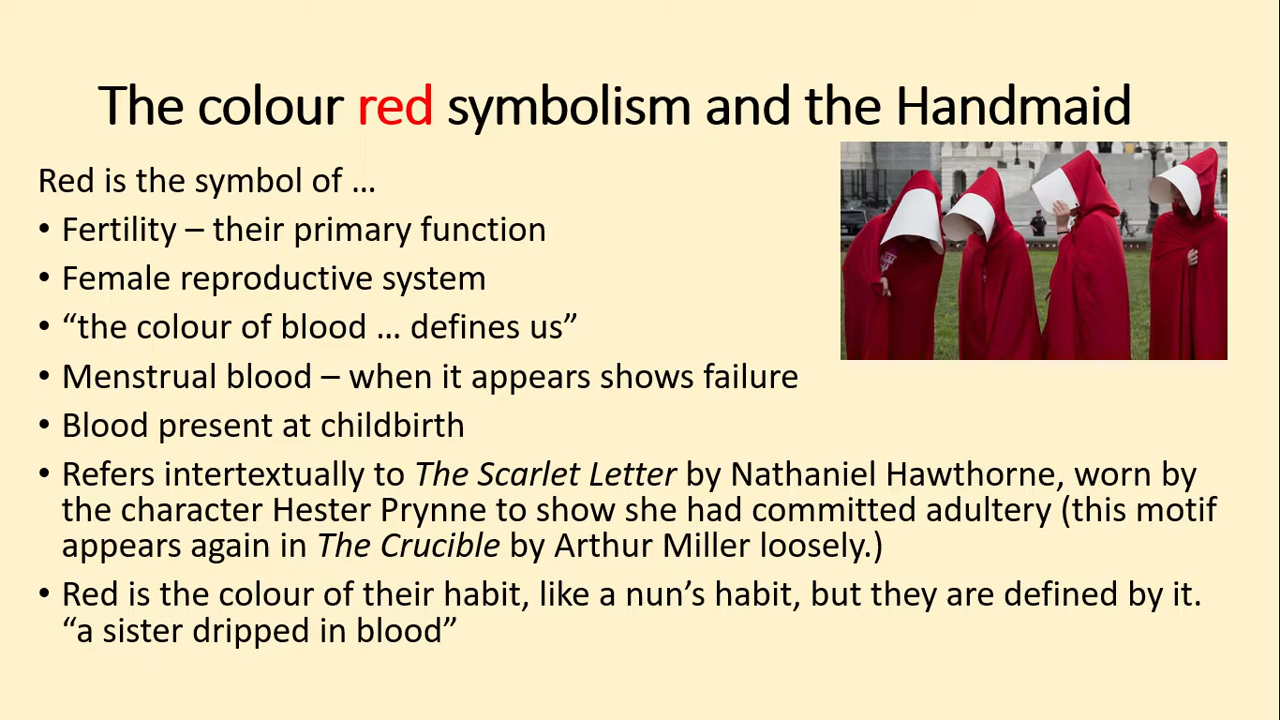 The colour red symbolism and the Handmaid
Red is the symbol of …
• Fertility – their primary function
• Female reproductive system
• “the colour of blood … defines us”
• Menstrual blood – when it appears shows failure
• Blood present at childbirth
• Refers intertextually to The Scarlet Letter by Nathaniel Hawthorne, worn by
the character Hester Prynne to show she had committed adultery (this motif
appears again in The Crucible by Arthur Miller loosely.)
• Red is the colour of their habit, like a nun’s habit, but they are defined by it.
“a sister dripped in blood”